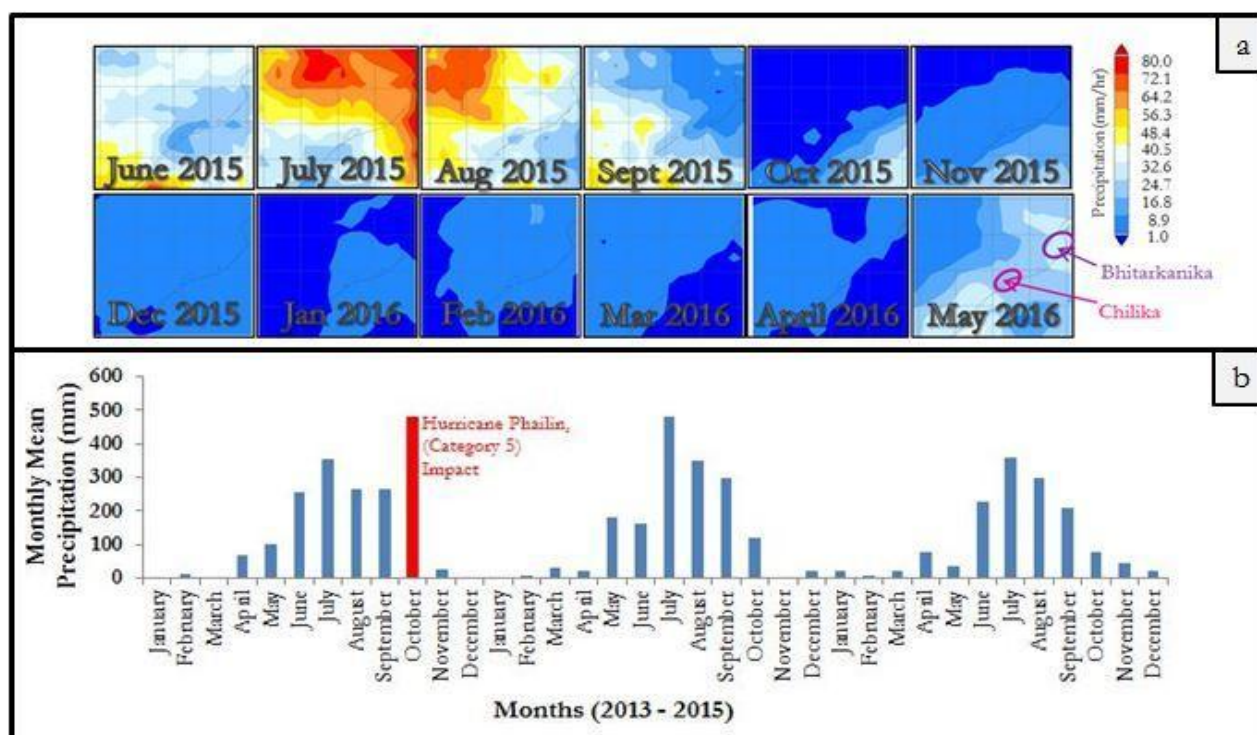 a
June 2015
July 2015
Aug 2015
Sept 2015
Oct 2015
Nov 2015
Dec 2015
Jan 2016
Feb 2016
Mar 2016
April 2016
May 2016
Precipitation (mm/hr)
80.0
72.1
64.2
56.3
48.4
40.5
32.6
24.7
16.8
8.9
1.0
Bhitarkanika
Chilika
b
Monthly Mean
Precipitation (mm)
600
500
400
300
200
100
0
Hurricane Phailin,
(Category 5)
Impact
January
February
March
April
May
June
July
August
September
October
November
December
January
February
March
April
May
June
July
August
September
October
November
December
January
February
March
April
May
June
July
August
September
October
November
December
Months (2013 - 2015)